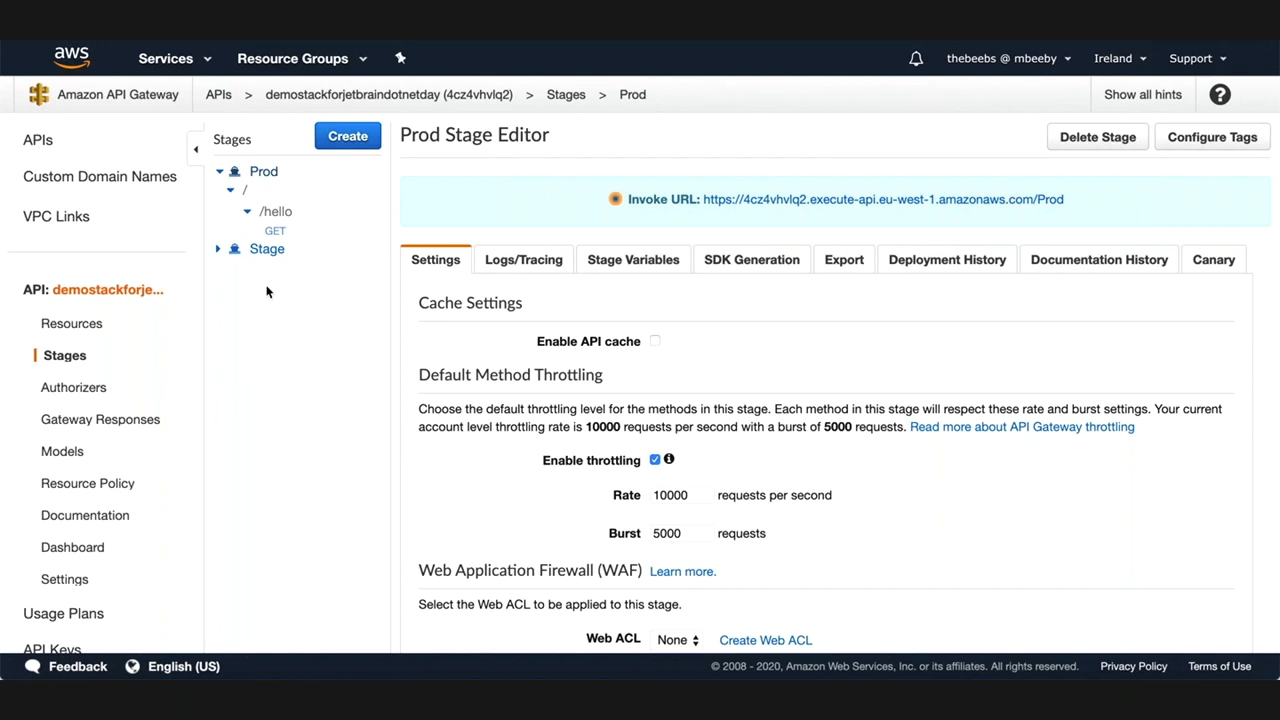 aws
Services
Resource Groups
thebeebs @ mbeeby
Ireland
Support
Amazon API Gateway
APIs > demostackforjetbraindotnetday (4cz4vhvlq2) > Stages > Prod
Show all hints
?
APIs
Custom Domain Names
VPC Links
API: demostackforje...
Resources
Stages
Authorizers
Gateway Responses
Models
Resource Policy
Documentation
Dashboard
Settings
Usage Plans
API Keys
Stages
Create
Prod
/
/hello
GET
Stage
Prod Stage Editor
Delete Stage
Configure Tags
Invoke URL: https://4cz4vhvlq2.execute-api.eu-west-1.amazonaws.com/Prod
Settings
Logs/Tracing
Stage Variables
SDK Generation
Export
Deployment History
Documentation History
Canary
Cache Settings
Enable API cache
Default Method Throttling
Choose the default throttling level for the methods in this stage. Each method in this stage will respect these rate and burst settings. Your current
account level throttling rate is 10000 requests per second with a burst of 5000 requests. Read more about API Gateway throttling
Enable throttling
Rate 10000 requests per second
Burst 5000 requests
Web Application Firewall (WAF) Learn more.
Select the Web ACL to be applied to this stage.
Web ACL None Create Web ACL
Feedback
English (US)
© 2008 - 2020, Amazon Web Services, Inc. or its affiliates. All rights reserved.
Privacy Policy
Terms of Use